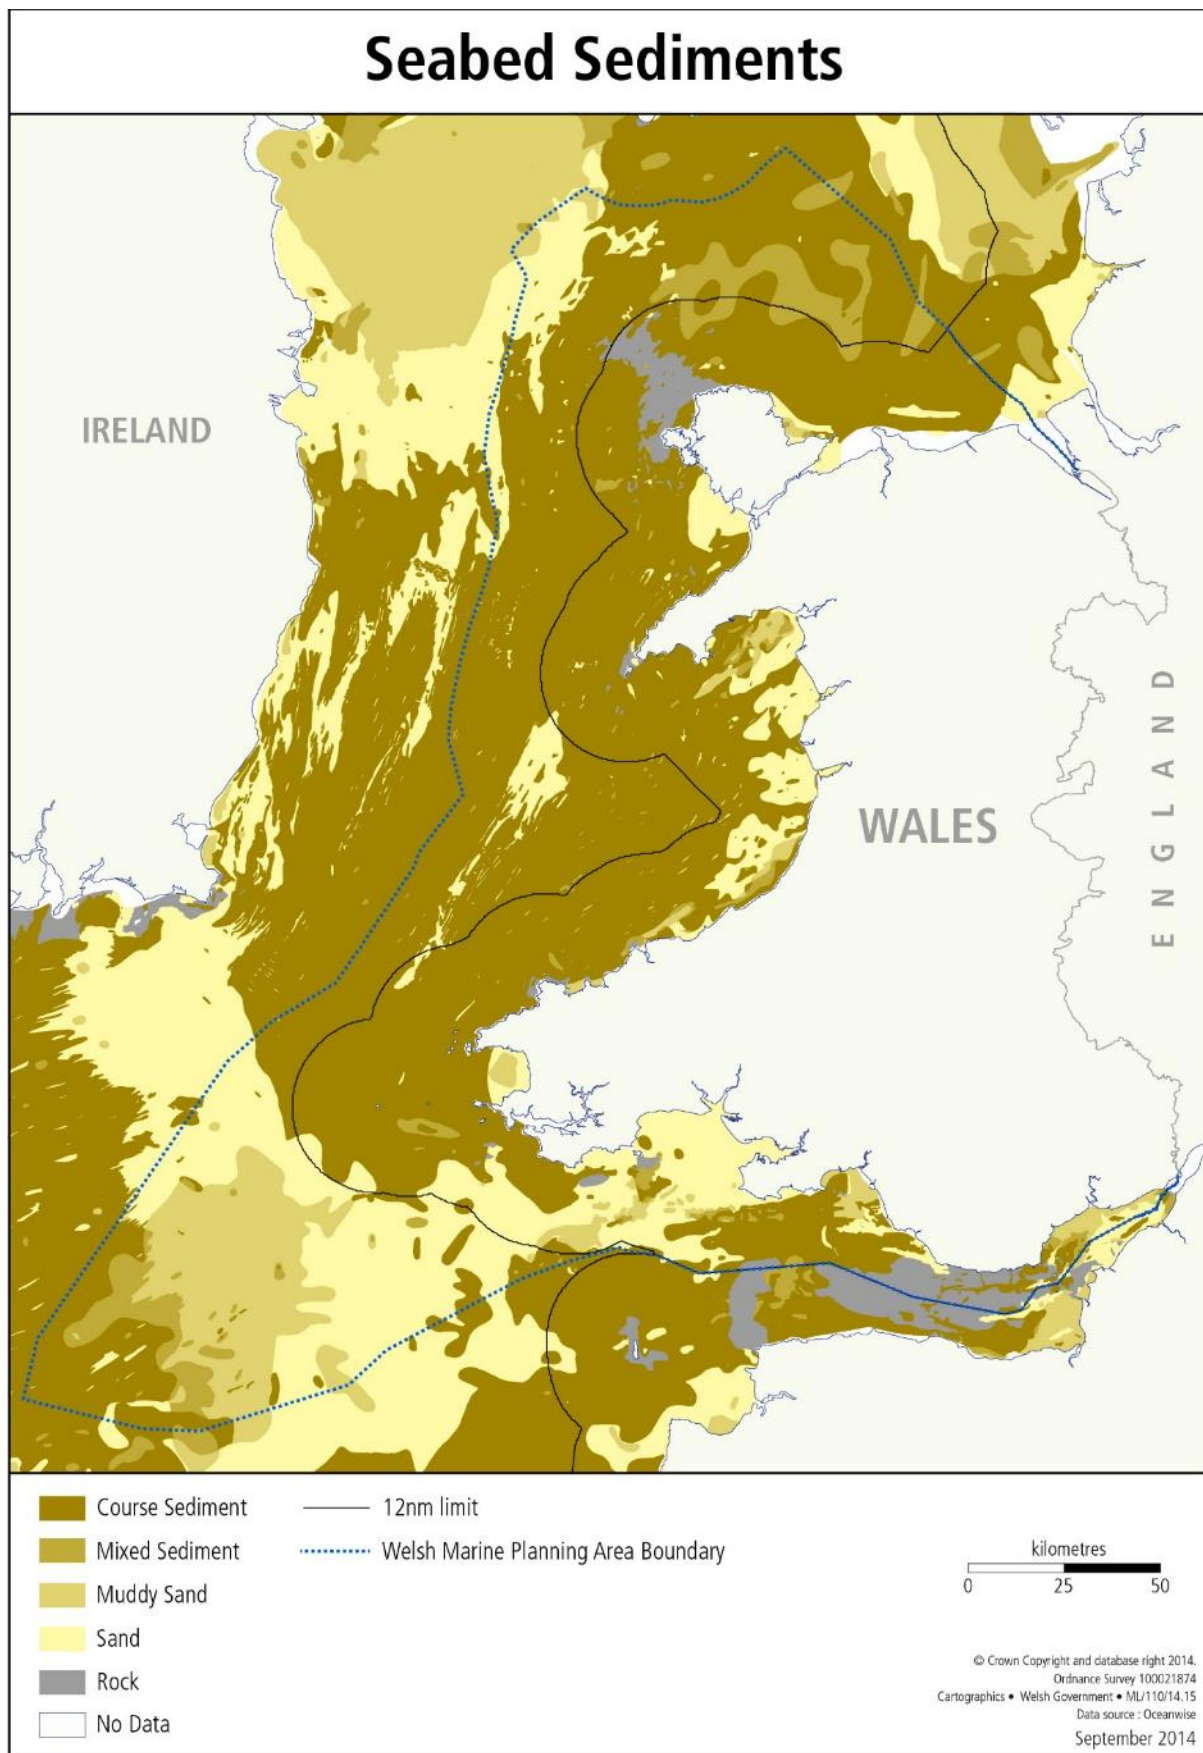 Seabed Sediments
IRELAND
WALES
ENGLAND
Course Sediment
Mixed Sediment
Muddy Sand
Sand
Rock
No Data
12nm limit
Welsh Marine Planning Area Boundary
kilometres
0 25 50
© Crown Copyright and database right 2014.
Ordnance Survey 100021874
Cartographics • Welsh Government • ML/110/14.15
Data source : Oceanwise
September 2014